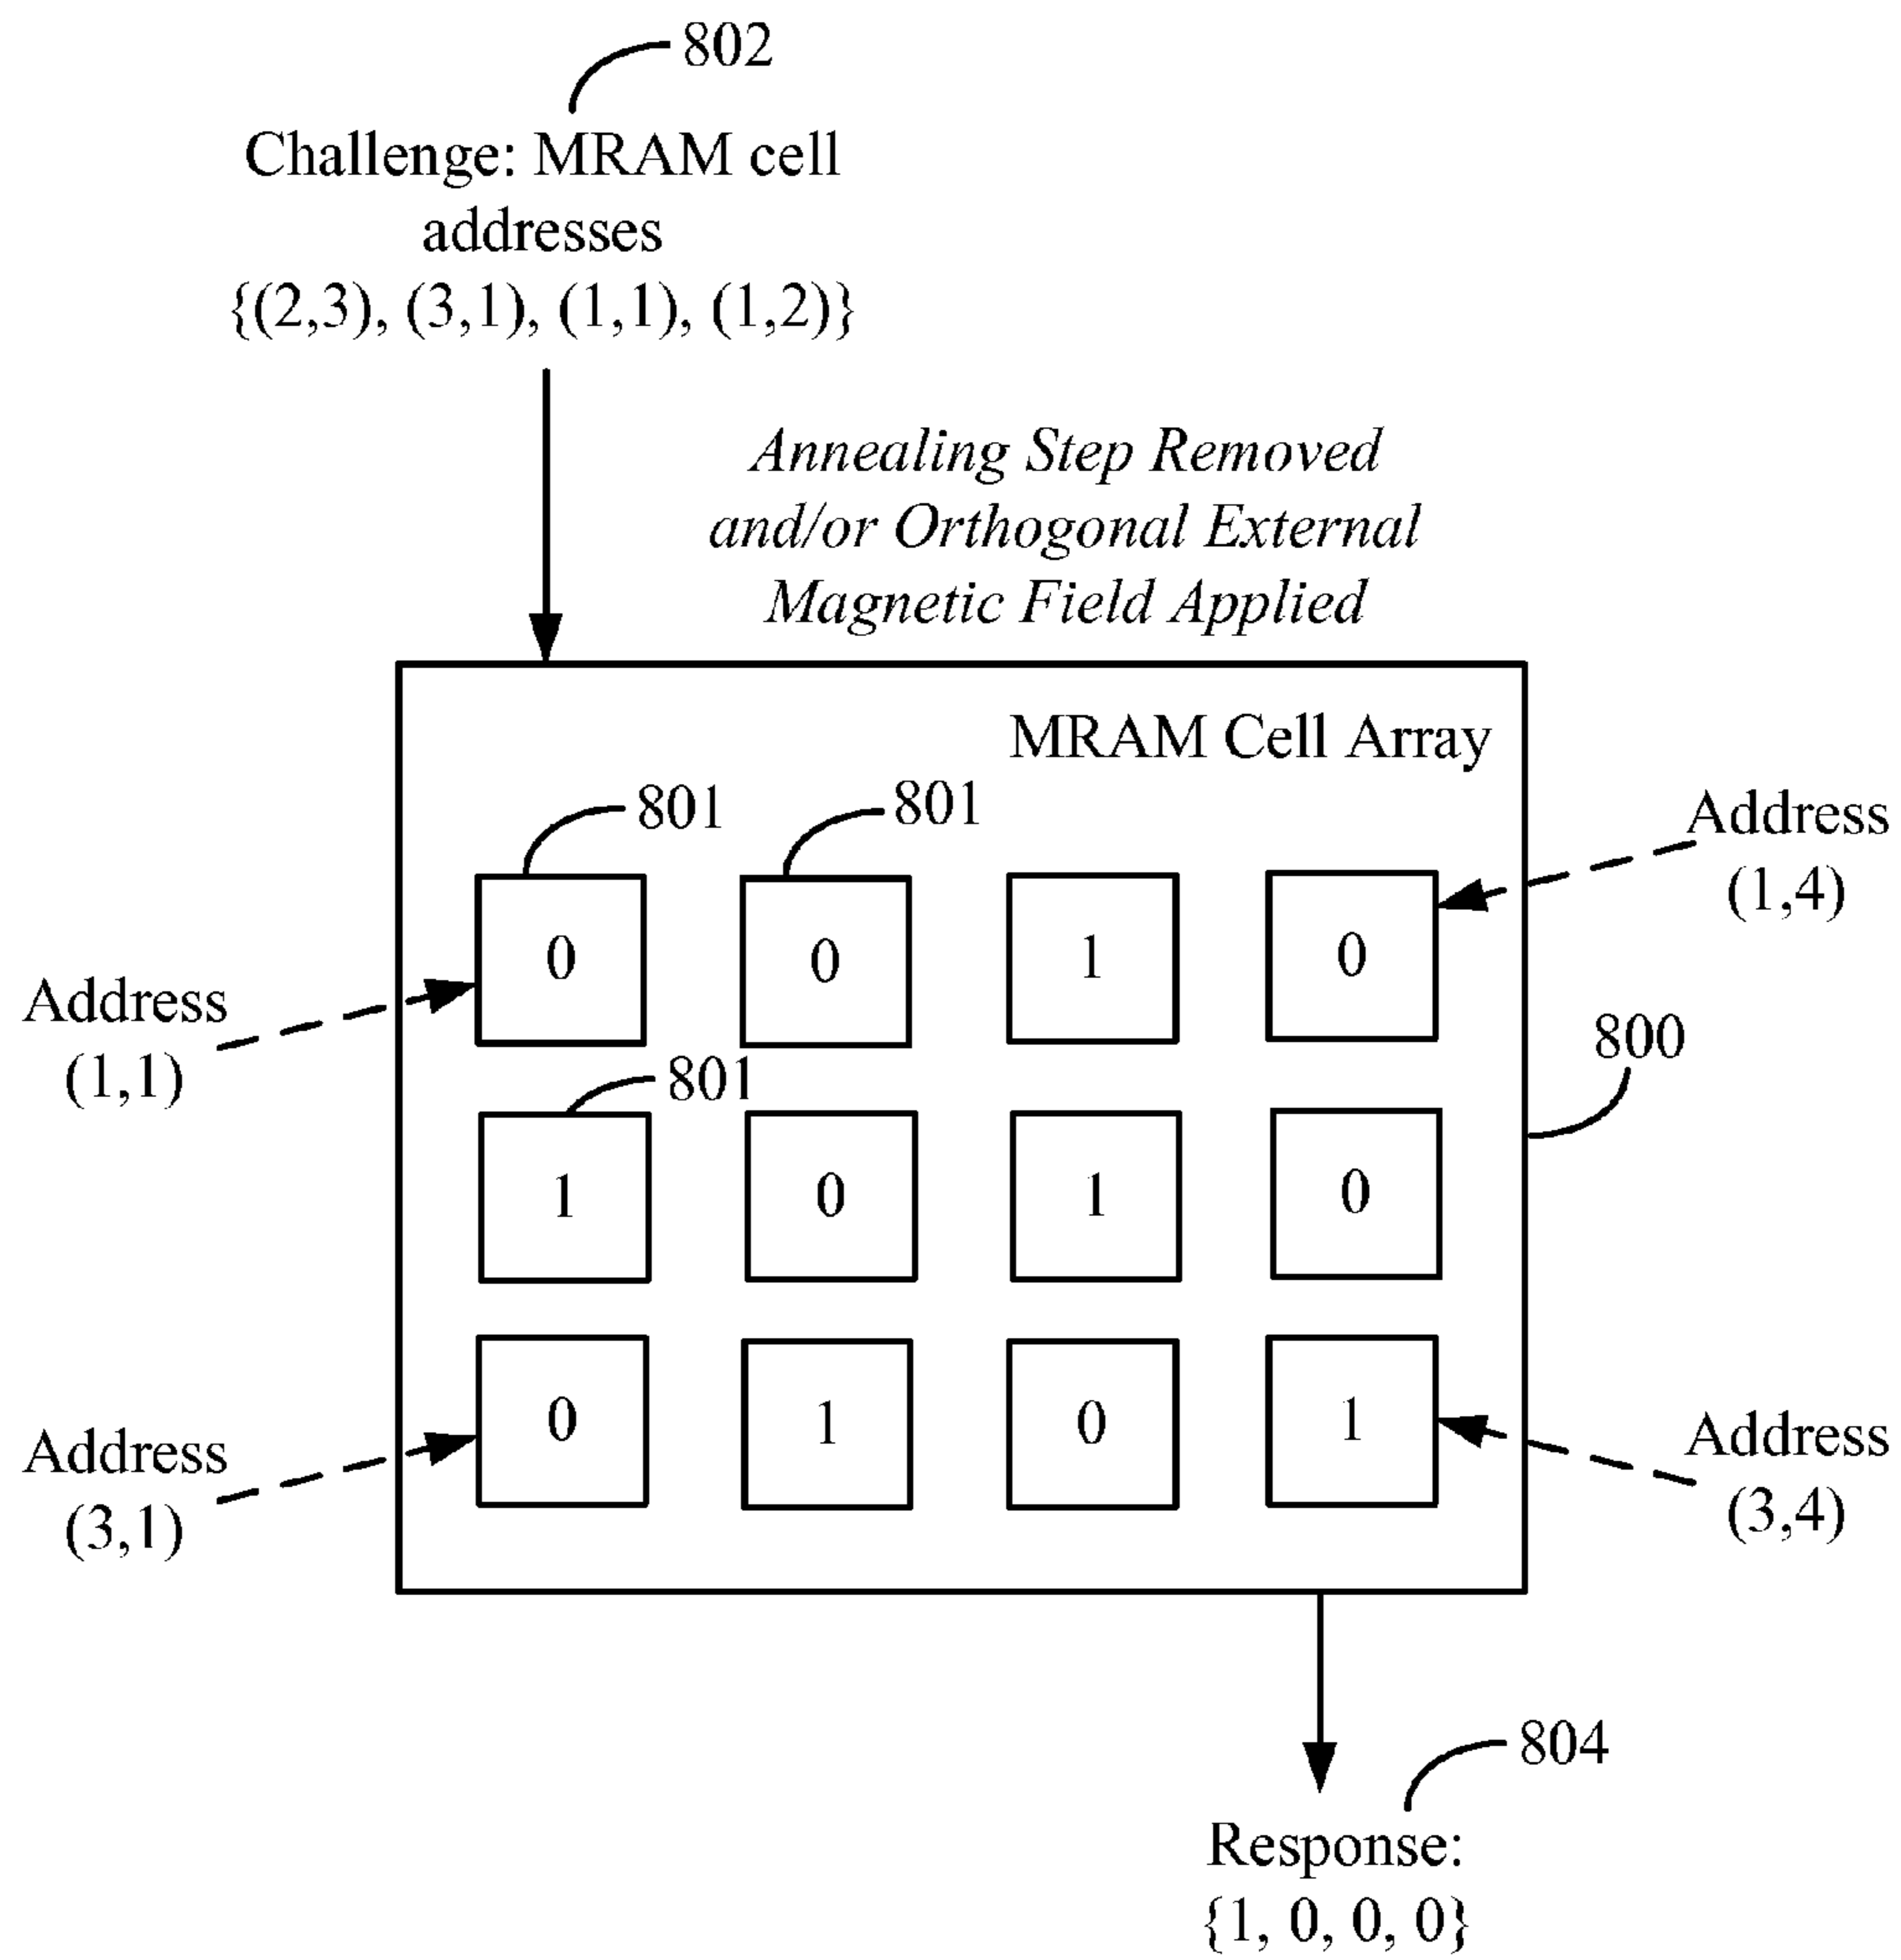 802
Challenge: MRAM cell
addresses
{(2,3), (3,1), (1,1), (1,2)}
Annealing Step Removed
and/or Orthogonal External
Magnetic Field Applied
MRAM Cell Array
801
801
Address
(1,4)
0
0
1
0
Address
(1,1)
800
801
1
0
1
0
Address
(3,1)
0
1
0
1
Address
(3,4)
804
Response:
{1, 0, 0, 0}